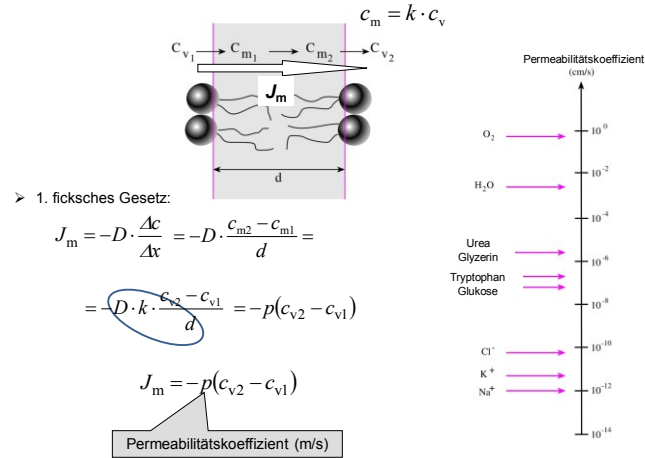 c_m = k · c_v
C_v₁ → C_m₁ → C_m₂ → C_v₂
J_m
d
➢ 1. ficksches Gesetz:
J_m = −D · Δc/Δx = −D · (c_m2 − c_m1)/d =
= −D · k · (c_v2 − c_v1)/d = −p(c_v2 − c_v1)
J_m = −p(c_v2 − c_v1)
Permeabilitätskoeffizient (m/s)
Permeabilitätskoeffizient
(cm/s)
O₂
10⁰
H₂O
10⁻²
10⁻⁴
Urea
Glyzerin
10⁻⁶
Tryptophan
Glukose
10⁻⁸
10⁻¹⁰
Cl⁻
K⁺
Na⁺
10⁻¹²
10⁻¹⁴